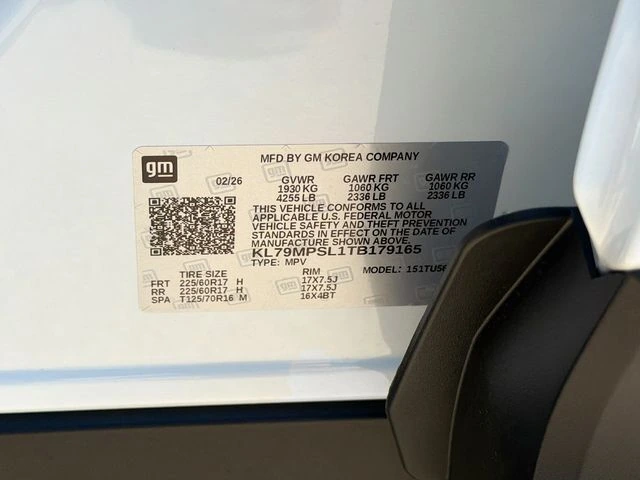 gm
MFD BY GM KOREA COMPANY
02/26 GVWR GAWR FRT GAWR RR
1930 KG 1060 KG 1060 KG
4255 LB 2336 LB 2336 LB
THIS VEHICLE CONFORMS TO ALL
APPLICABLE U.S. FEDERAL MOTOR
VEHICLE SAFETY AND THEFT PREVENTION
STANDARDS IN EFFECT ON THE DATE OF
MANUFACTURE SHOWN ABOVE.
KL79MPSL1TB179165
TYPE: MPV MODEL: 151TU56
TIRE SIZE RIM
FRT 225/60R17 H 17X7.5J
RR 225/60R17 H 17X7.5J
SPA T125/70R16 M 16X4BT